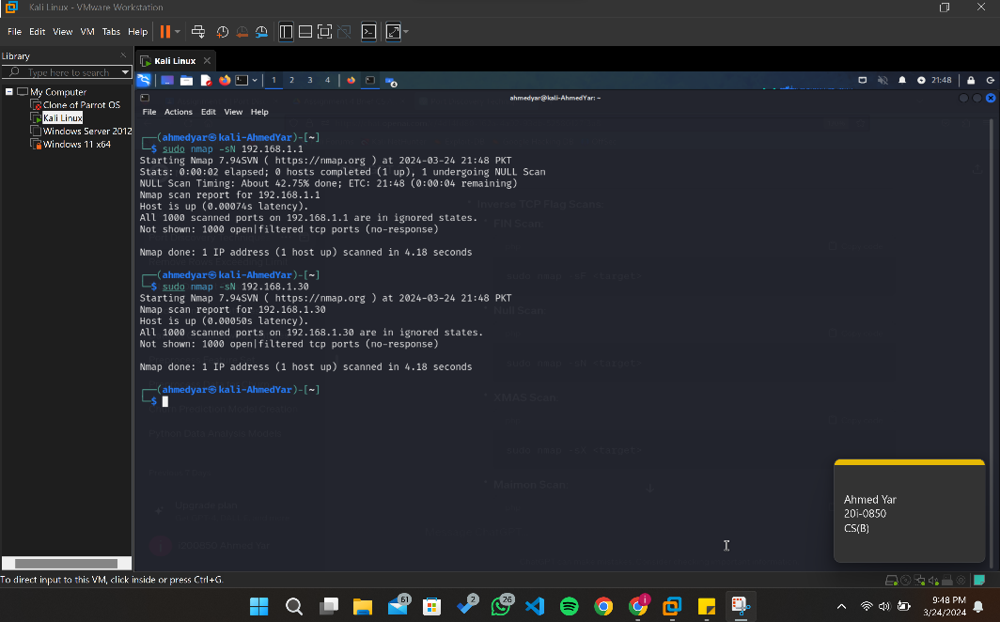 Kali Linux - VMware Workstation
File Edit View VM Tabs Help
Library
Type here to search
Kali Linux
My Computer
Clone of Parrot OS
Kali Linux
Windows Server 2012
Windows 11 x64
1 2 3 4
4
21:48
ahmedyar@kali-AhmedYar: ~
File Actions Edit View Help
┌──(ahmedyar㉿kali-AhmedYar)-[~]
└─$ sudo nmap -sN 192.168.1.1
Starting Nmap 7.94SVN ( https://nmap.org ) at 2024-03-24 21:48 PKT
Stats: 0:00:02 elapsed; 0 hosts completed (1 up), 1 undergoing NULL Scan
NULL Scan Timing: About 42.75% done; ETC: 21:48 (0:00:04 remaining)
Nmap scan report for 192.168.1.1
Host is up (0.00074s latency).
All 1000 scanned ports on 192.168.1.1 are in ignored states.
Not shown: 1000 open|filtered tcp ports (no-response)
Nmap done: 1 IP address (1 host up) scanned in 4.18 seconds
┌──(ahmedyar㉿kali-AhmedYar)-[~]
└─$ sudo nmap -sN 192.168.1.30
Starting Nmap 7.94SVN ( https://nmap.org ) at 2024-03-24 21:48 PKT
Nmap scan report for 192.168.1.30
Host is up (0.00050s latency).
All 1000 scanned ports on 192.168.1.30 are in ignored states.
Not shown: 1000 open|filtered tcp ports (no-response)
Nmap done: 1 IP address (1 host up) scanned in 4.18 seconds
┌──(ahmedyar㉿kali-AhmedYar)-[~]
└─$
Inverse TCP Flag Scans:
FIN Scan:
sudo nmap -sF <target>
Null Scan:
sudo nmap -sN <target>
XMAS Scan:
sudo nmap -sX <target>
Maimon Scan:
Python Data Analysis Models
Upgrade plan
Ahmed Yar
20i-0850
CS(B)
To direct input to this VM, click inside or press Ctrl+G.
61
2
26
9:48 PM
3/24/2024